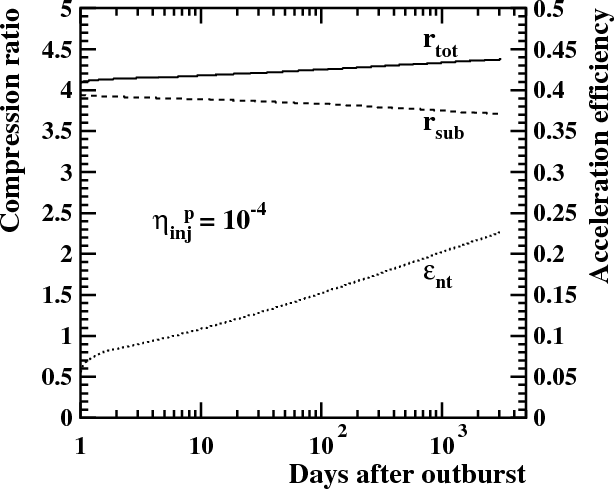 Compression ratio
5
4.5
4
3.5
3
2.5
2
1.5
1
0.5
0
r_tot
r_sub
η_inj^p = 10^-4
ε_nt
0.5
0.45
0.4
0.35
0.3
0.25
0.2
0.15
0.1
0.05
0
Acceleration efficiency
1 10 10^2 10^3
Days after outburst